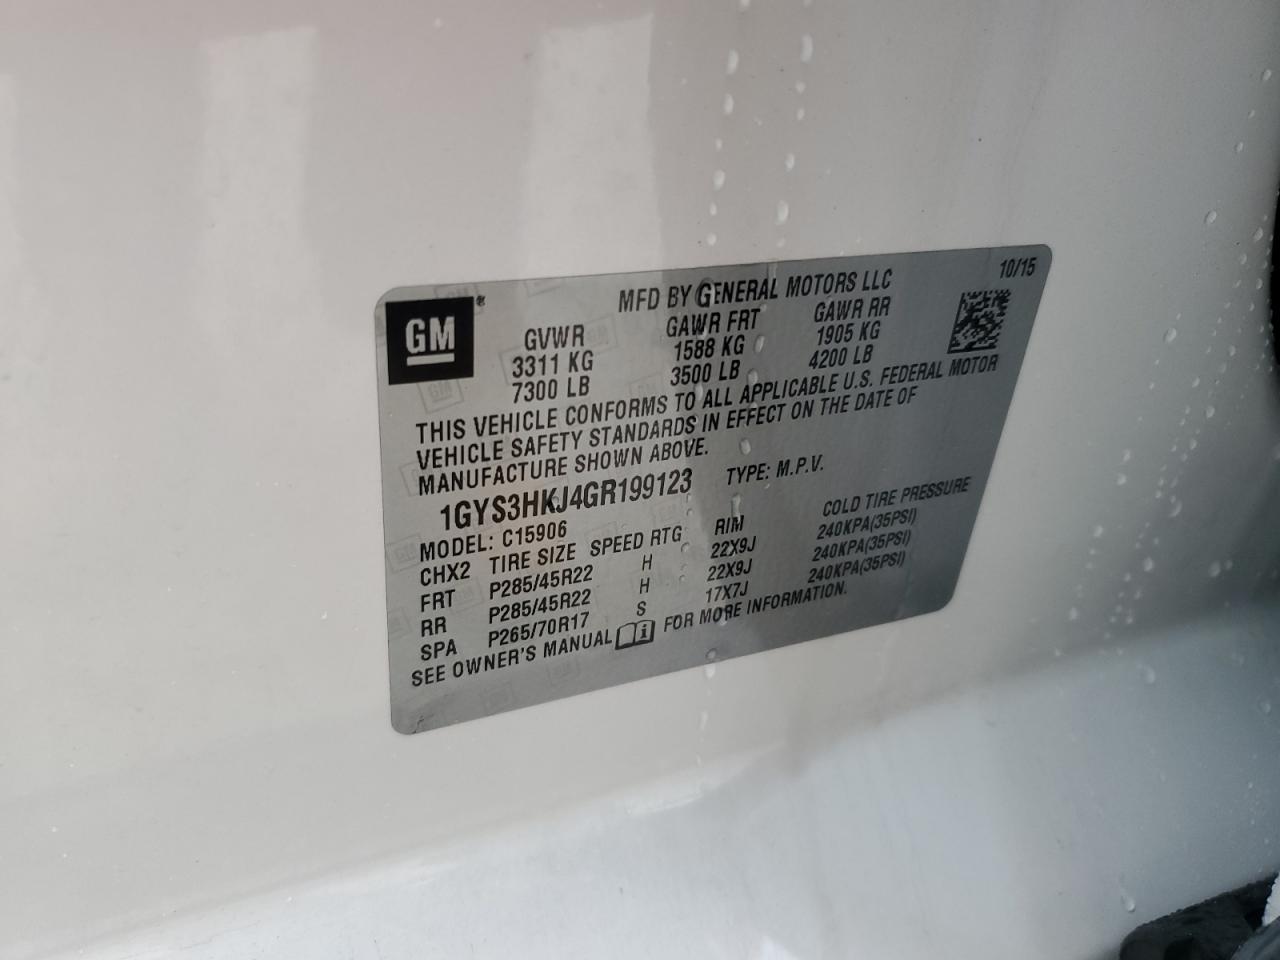 GM®
MFD BY GENERAL MOTORS LLC 10/15
GVWR GAWR FRT GAWR RR
3311 KG 1588 KG 1905 KG
7300 LB 3500 LB 4200 LB
THIS VEHICLE CONFORMS TO ALL APPLICABLE U.S. FEDERAL MOTOR
VEHICLE SAFETY STANDARDS IN EFFECT ON THE DATE OF
MANUFACTURE SHOWN ABOVE.
1GYS3HKJ4GR199123 TYPE: M.P.V.
MODEL: C15906
CHX2 TIRE SIZE SPEED RTG RIM COLD TIRE PRESSURE
FRT P285/45R22 H 22X9J 240KPA(35PSI)
RR P285/45R22 H 22X9J 240KPA(35PSI)
SPA P265/70R17 S 17X7J 240KPA(35PSI)
SEE OWNER'S MANUAL i FOR MORE INFORMATION.